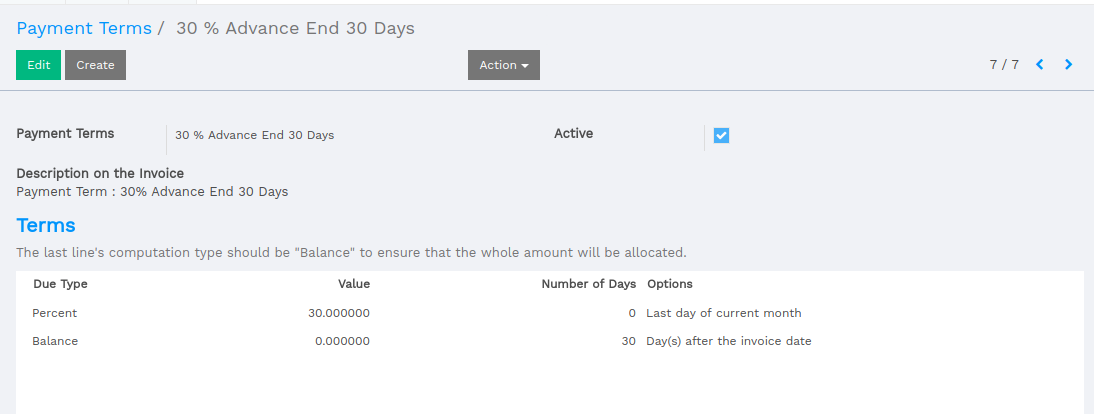 Payment Terms / 30 % Advance End 30 Days
Edit Create Action 7 / 7
Payment Terms 30 % Advance End 30 Days Active
Description on the Invoice
Payment Term : 30% Advance End 30 Days
Terms
The last line's computation type should be "Balance" to ensure that the whole amount will be allocated.
Due Type Value Number of Days Options
Percent 30.000000 0 Last day of current month
Balance 0.000000 30 Day(s) after the invoice date